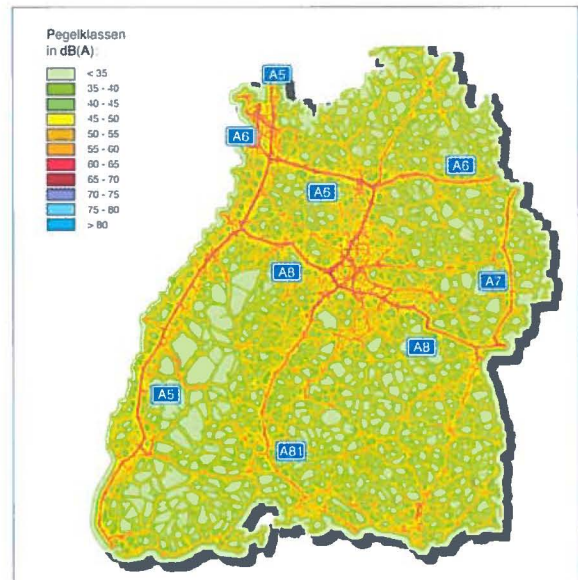 Pegelklassen
in dB(A):
< 35
35 - 40
40 - 45
45 - 50
50 - 55
55 - 60
60 - 65
65 - 70
70 - 75
75 - 80
> 80
A5
A6
A6
A6
A8
A7
A8
A5
A81